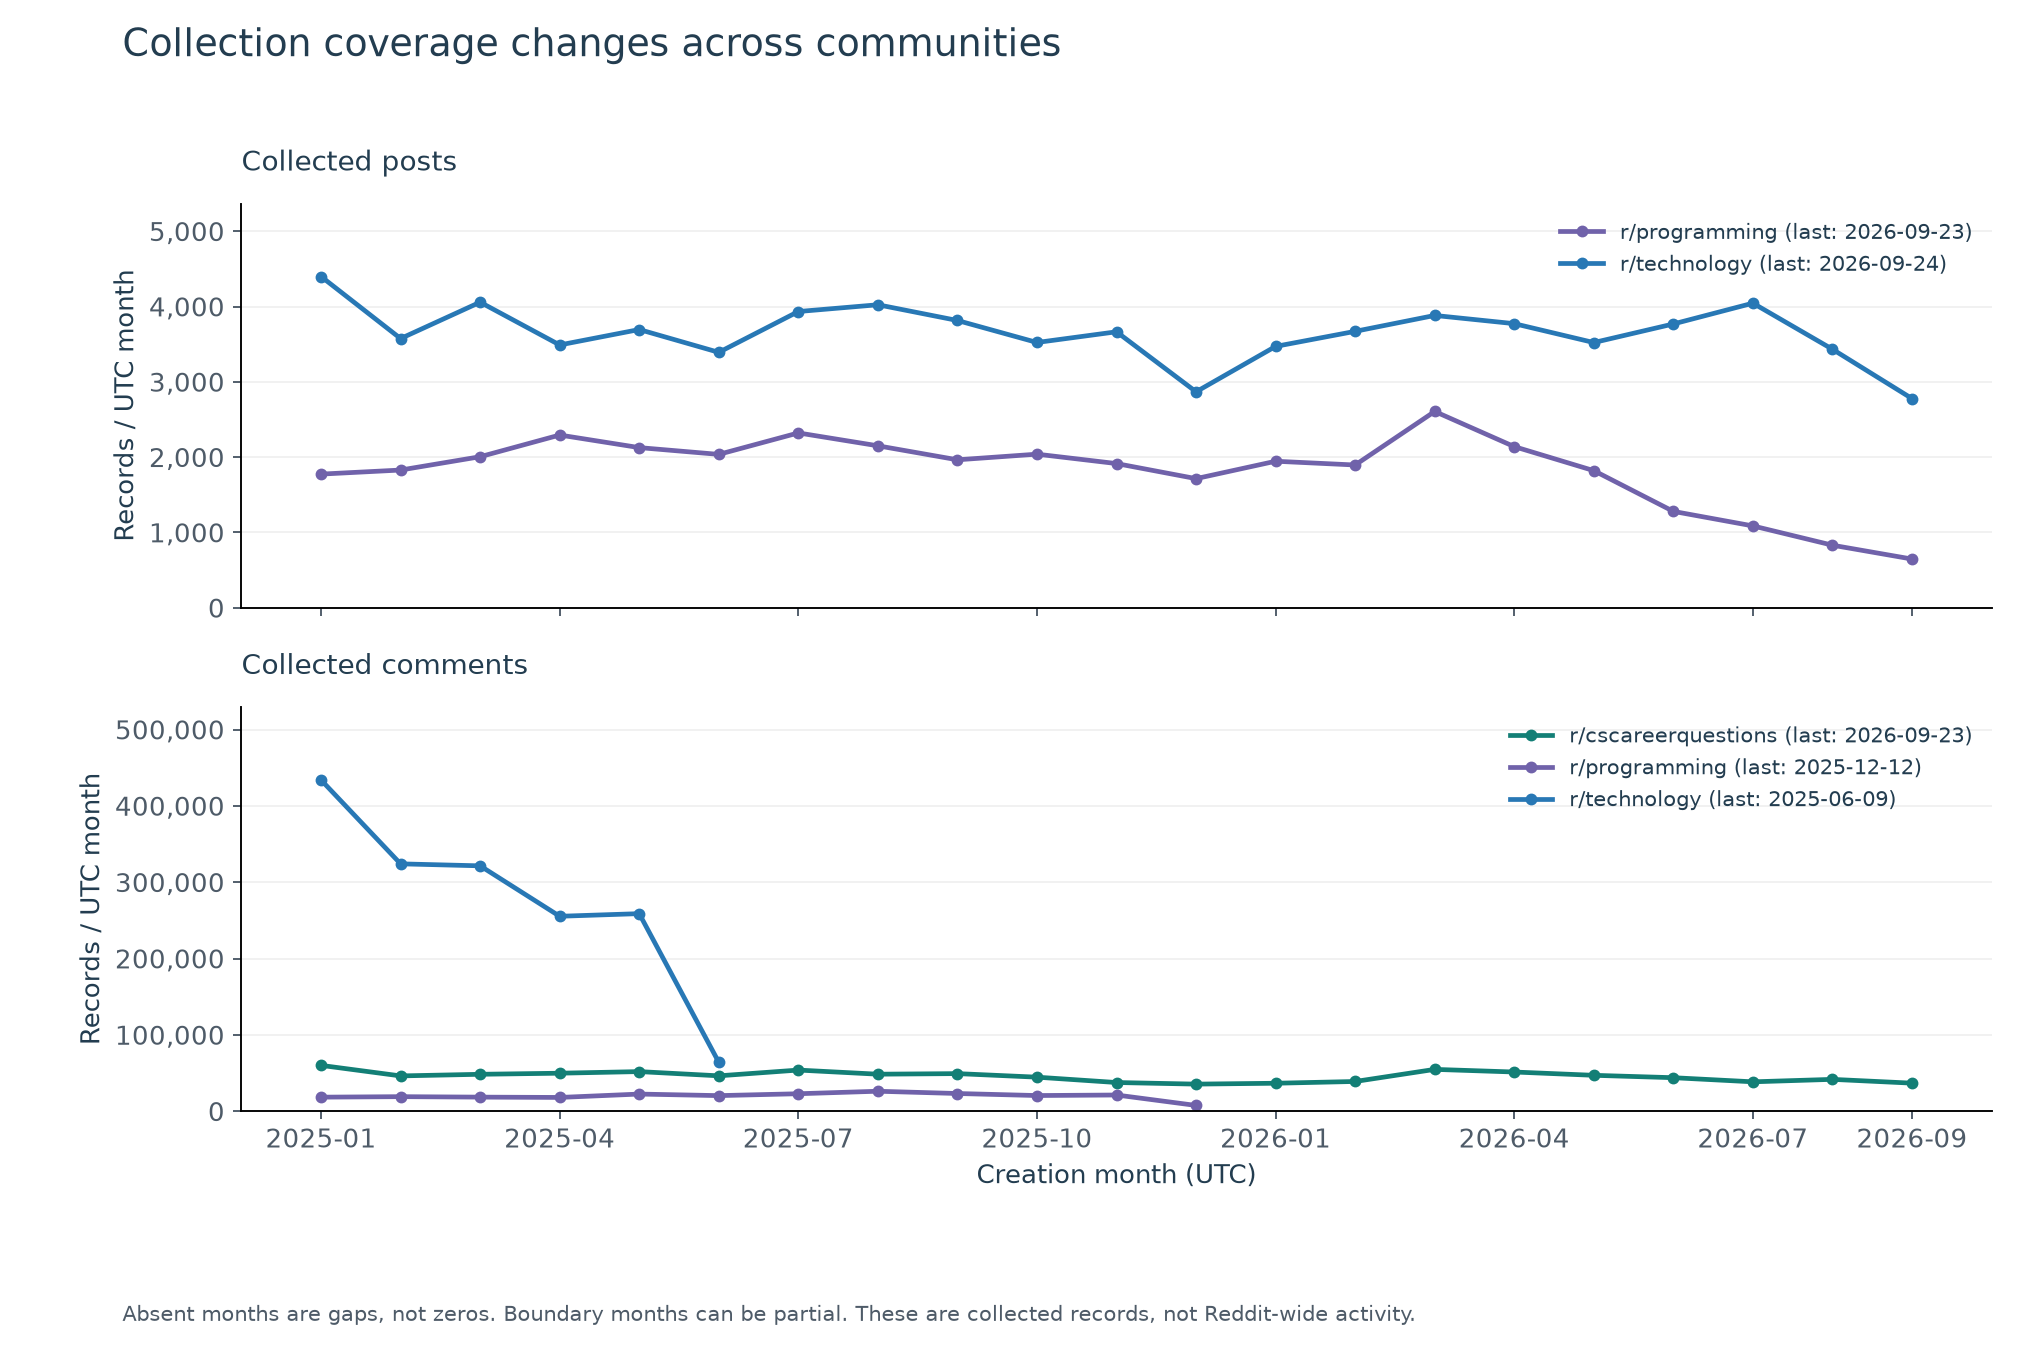 Collection coverage changes across communities
Collected posts
Records / UTC month
5,000
4,000
3,000
2,000
1,000
0
r/programming (last: 2026-09-23)
r/technology (last: 2026-09-24)
Collected comments
Records / UTC month
500,000
400,000
300,000
200,000
100,000
0
r/cscareerquestions (last: 2026-09-23)
r/programming (last: 2025-12-12)
r/technology (last: 2025-06-09)
2025-01 2025-04 2025-07 2025-10 2026-01 2026-04 2026-07 2026-09
Creation month (UTC)
Absent months are gaps, not zeros. Boundary months can be partial. These are collected records, not Reddit-wide activity.